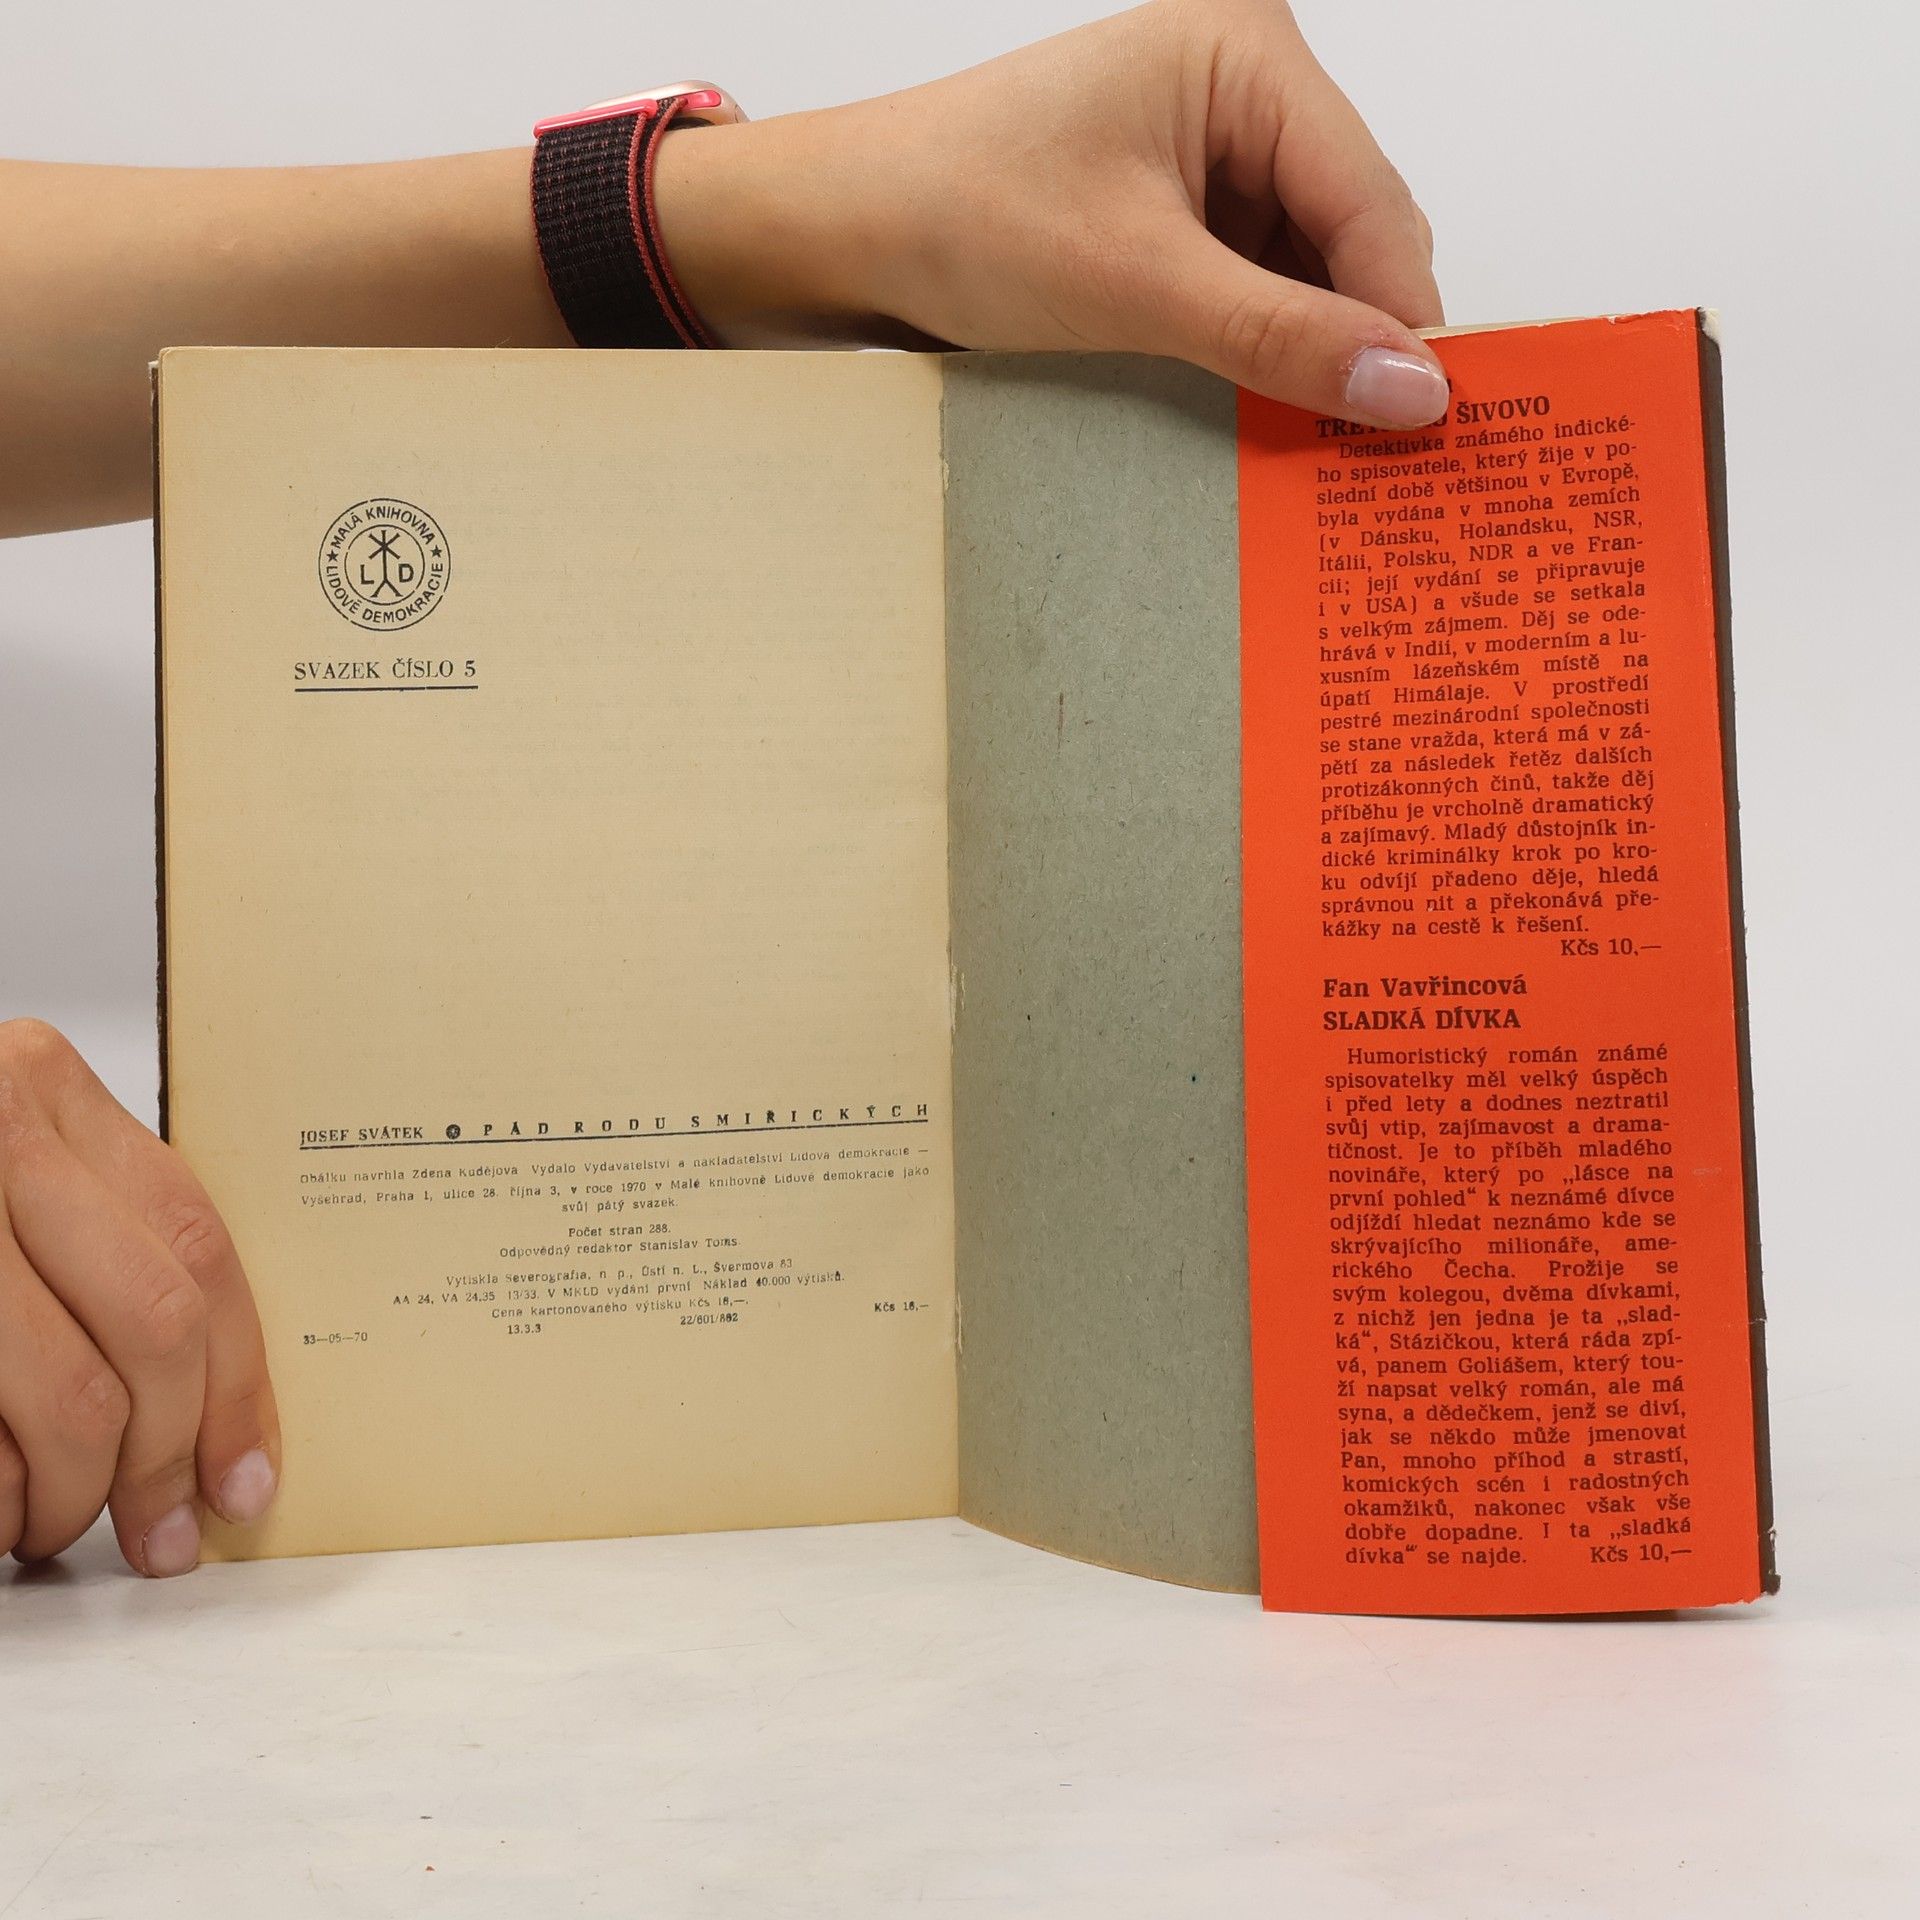 MALÁ KNIHOVNA
LIDOVÉ DEMOKRACIE
L D
SVAZEK ČÍSLO 5
JOSEF SVÁTEK PÁD RODU SMIŘICKÝCH
Obálku navrhla Zdena Kudějova Vydalo Vydavatelství a nakladatelství Lidová demokracie —
Vyšehrad, Praha 1, ulice 28. října 3, v roce 1970 v Malé knihovně Lidové demokracie jako
svůj pátý svazek.
Počet stran 288.
Odpovědný redaktor Stanislav Toms.
Vytiskla Severografia, n p., Ústí n. L., Švermova 83
AA 24, VA 24,35 13/33. V MKLD vydání první Náklad 40.000 výtisků.
Cena kartonovaného výtisku Kčs 18,—.
33—05—70 13.3.3 22/601/882 Kčs 18,—
ŠIVOVO
Detektivka známého indické-
ho spisovatele, který žije v po-
slední době většinou v Evropě,
byla vydána v mnoha zemích
(v Dánsku, Holandsku, NSR,
Itálii, Polsku, NDR a ve Fran-
cii; její vydání se připravuje
i v USA) a všude se setkala
s velkým zájmem. Děj se ode-
hrává v Indii, v moderním a lu-
xusním lázeňském místě na
úpatí Himálaje. V prostředí
pestré mezinárodní společnosti
se stane vražda, která má v zá-
pětí za následek řetěz dalších
protizákonných činů, takže děj
příběhu je vrcholně dramatický
a zajímavý. Mladý důstojník in-
dické kriminálky krok po kro-
ku odvíjí přadeno děje, hledá
správnou nit a překonává pře-
kážky na cestě k řešení.
Kčs 10,—
Fan Vavřincová
SLADKÁ DÍVKA
Humoristický román známé
spisovatelky měl velký úspěch
i před lety a dodnes neztratil
svůj vtip, zajímavost a drama-
tičnost. Je to příběh mladého
novináře, který po „lásce na
první pohled“ k neznámé dívce
odjíždí hledat neznámo kde se
skrývajícího milionáře, ame-
rického Čecha. Prožije se
svým kolegou, dvěma dívkami,
z nichž jen jedna je ta „slad-
ká“, Stázičkou, která ráda zpí-
vá, panem Goliášem, který tou-
ží napsat velký román, ale má
syna, a dědečkem, jenž se diví,
jak se někdo může jmenovat
Pan, mnoho příhod a strastí,
komických scén i radostných
okamžiků, nakonec však vše
dobře dopadne. I ta „sladká
dívka“ se najde. Kčs 10,—